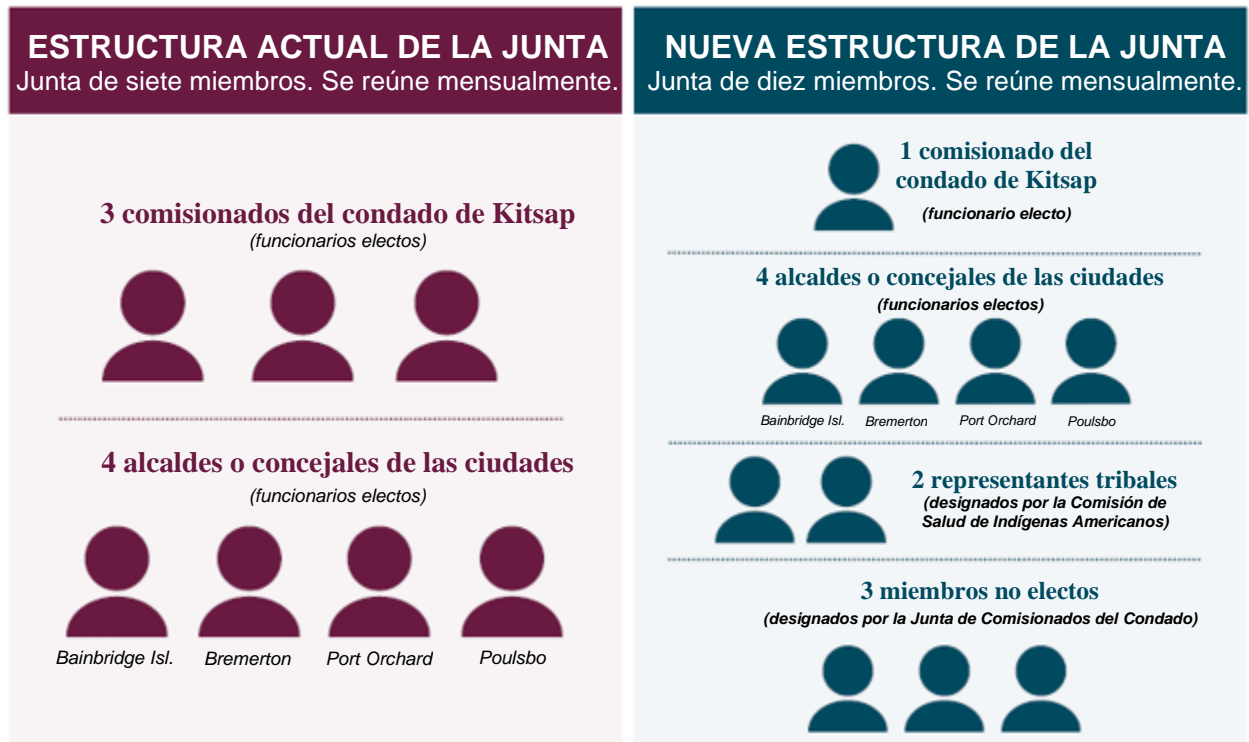 ESTRUCTURA ACTUAL DE LA JUNTA
Junta de siete miembros. Se reúne mensualmente.
3 comisionados del condado de Kitsap
(funcionarios electos)
4 alcaldes o concejales de las ciudades
(funcionarios electos)
Bainbridge Isl.
Bremerton
Port Orchard
Poulsbo
NUEVA ESTRUCTURA DE LA JUNTA
Junta de diez miembros. Se reúne mensualmente.
1 comisionado del
condado de Kitsap
(funcionario electo)
4 alcaldes o concejales de las ciudades
(funcionarios electos)
Bainbridge Isl.
Bremerton
Port Orchard
Poulsbo
2 representantes tribales
(designados por la Comisión de
Salud de Indígenas Americanos)
3 miembros no electos
(designados por la Junta de Comisionados del Condado)